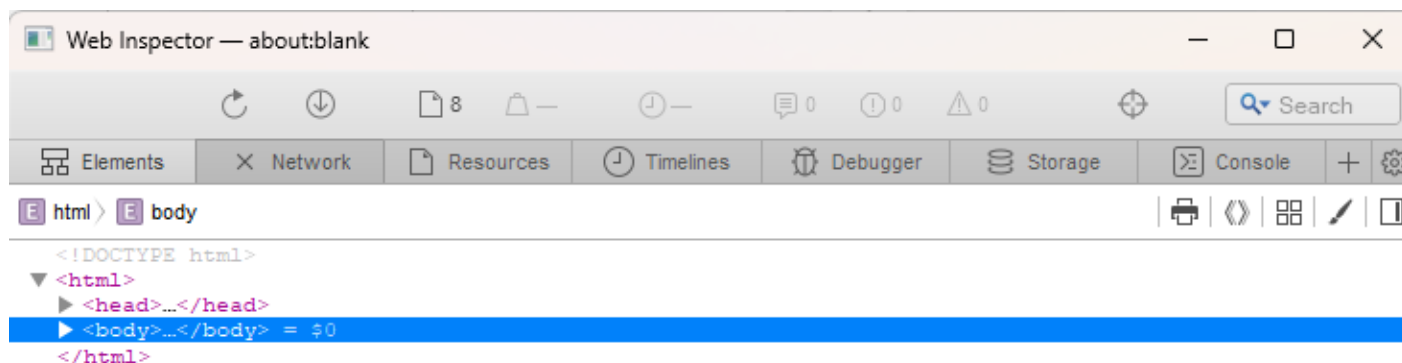 Web Inspector — about:blank
8 — — 0 0 0 Search
Elements Network Resources Timelines Debugger Storage Console
E html E body
<!DOCTYPE html>
<html>
<head>…</head>
<body>…</body> = $0
</html>